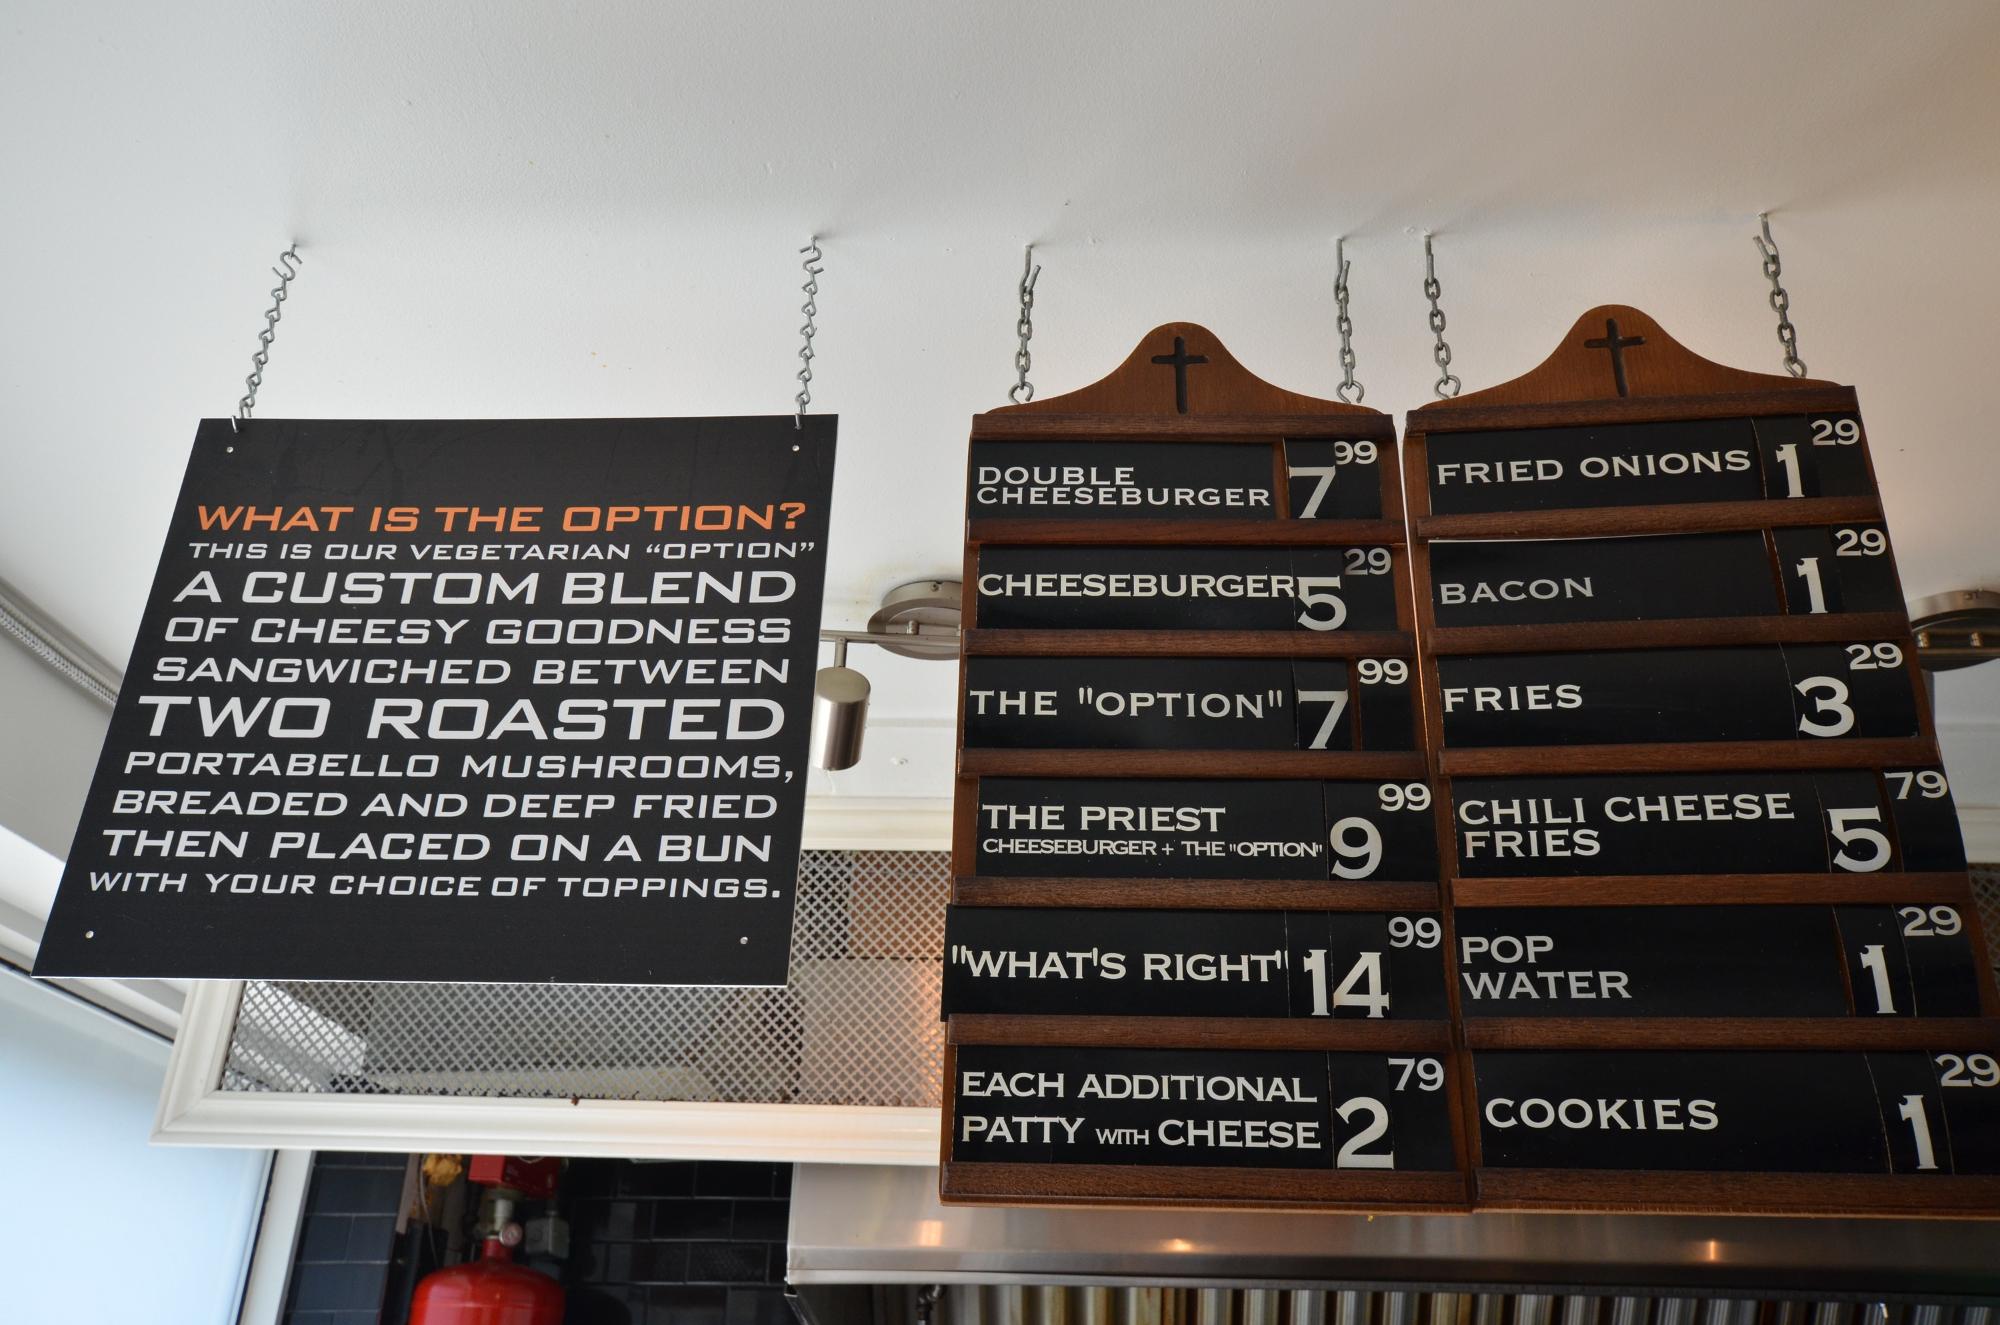 WHAT IS THE OPTION?
THIS IS OUR VEGETARIAN “OPTION”
A CUSTOM BLEND
OF CHEESY GOODNESS
SANGWICHED BETWEEN
TWO ROASTED
PORTABELLO MUSHROOMS,
BREADED AND DEEP FRIED
THEN PLACED ON A BUN
WITH YOUR CHOICE OF TOPPINGS.
DOUBLE
CHEESEBURGER 7 99
CHEESEBURGER 5 29
THE "OPTION" 7 99
THE PRIEST
CHEESEBURGER + THE "OPTION" 9 99
"WHAT'S RIGHT" 14 99
EACH ADDITIONAL
PATTY WITH CHEESE 2 79
FRIED ONIONS 1 29
BACON 1 29
FRIES 3 29
CHILI CHEESE
FRIES 5 79
POP
WATER 1 29
COOKIES 1 29